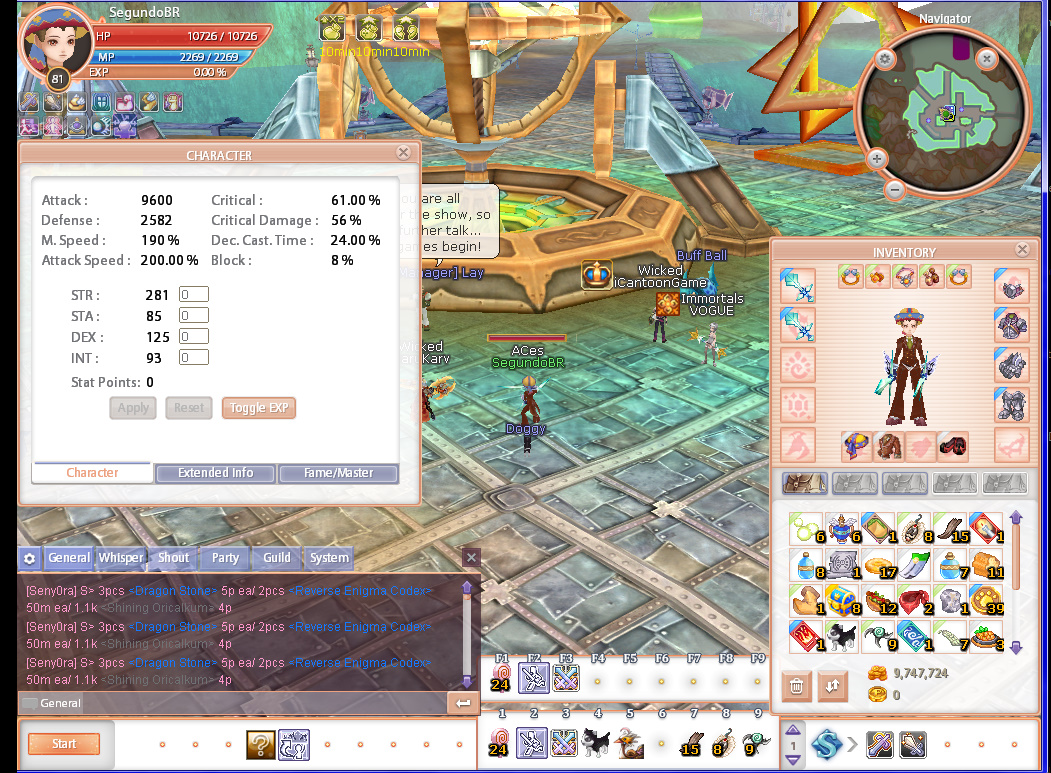 SegundoBR
HP 10726 / 10726
MP 2269 / 2269
EXP 0.00 %
81
X2
10min10min10min
Navigator
CHARACTER
Attack : 9600 Critical : 61.00 %
Defense : 2582 Critical Damage : 56 %
M. Speed : 190 % Dec. Cast. Time : 24.00 %
Attack Speed : 200.00 % Block : 8 %
STR : 281 0
STA : 85 0
DEX : 125 0
INT : 93 0
Stat Points: 0
Apply Reset Toggle EXP
Character Extended Info Fame/Master
ou are all
the show, so
further talk...
ames begin!
Lay
Buff Ball
Wicked
iCantoonGame
Immortals
VOGUE
ACes
SegundoBR
Doggy
INVENTORY
6 6 1 8 15 1
8 1 17 7 11
1 8 12 2 1 39
1 9 1 7 3
9,747,724
0
General Whisper Shout Party Guild System
[Seny0ra] S> 3pcs <Dragon Stone> 5p ea/ 2pcs <Reverse Enigma Codex>
50m ea/ 1.1k <Shining Oricalkum> 4p
[Seny0ra] S> 3pcs <Dragon Stone> 5p ea/ 2pcs <Reverse Enigma Codex>
50m ea/ 1.1k <Shining Oricalkum> 4p
[Seny0ra] S> 3pcs <Dragon Stone> 5p ea/ 2pcs <Reverse Enigma Codex>
50m ea/ 1.1k <Shining Oricalkum> 4p
General
F1 F2 F3 F4 F5 F6 F7 F8 F9
24
1 2 3 4 5 6 7 8 9
24 15 8 9
Start
?
1